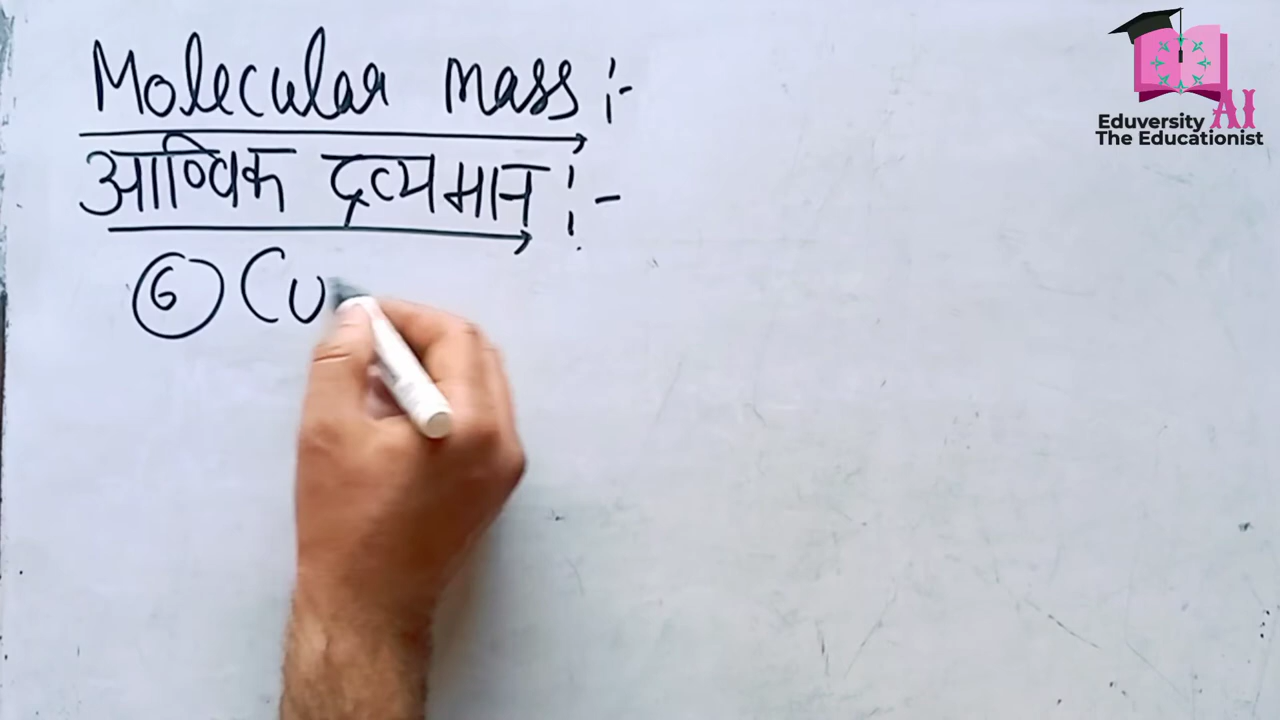 Molecular mass :-
आण्विक द्रव्यमान :-
6 Cu
Eduversity AI
The Educationist